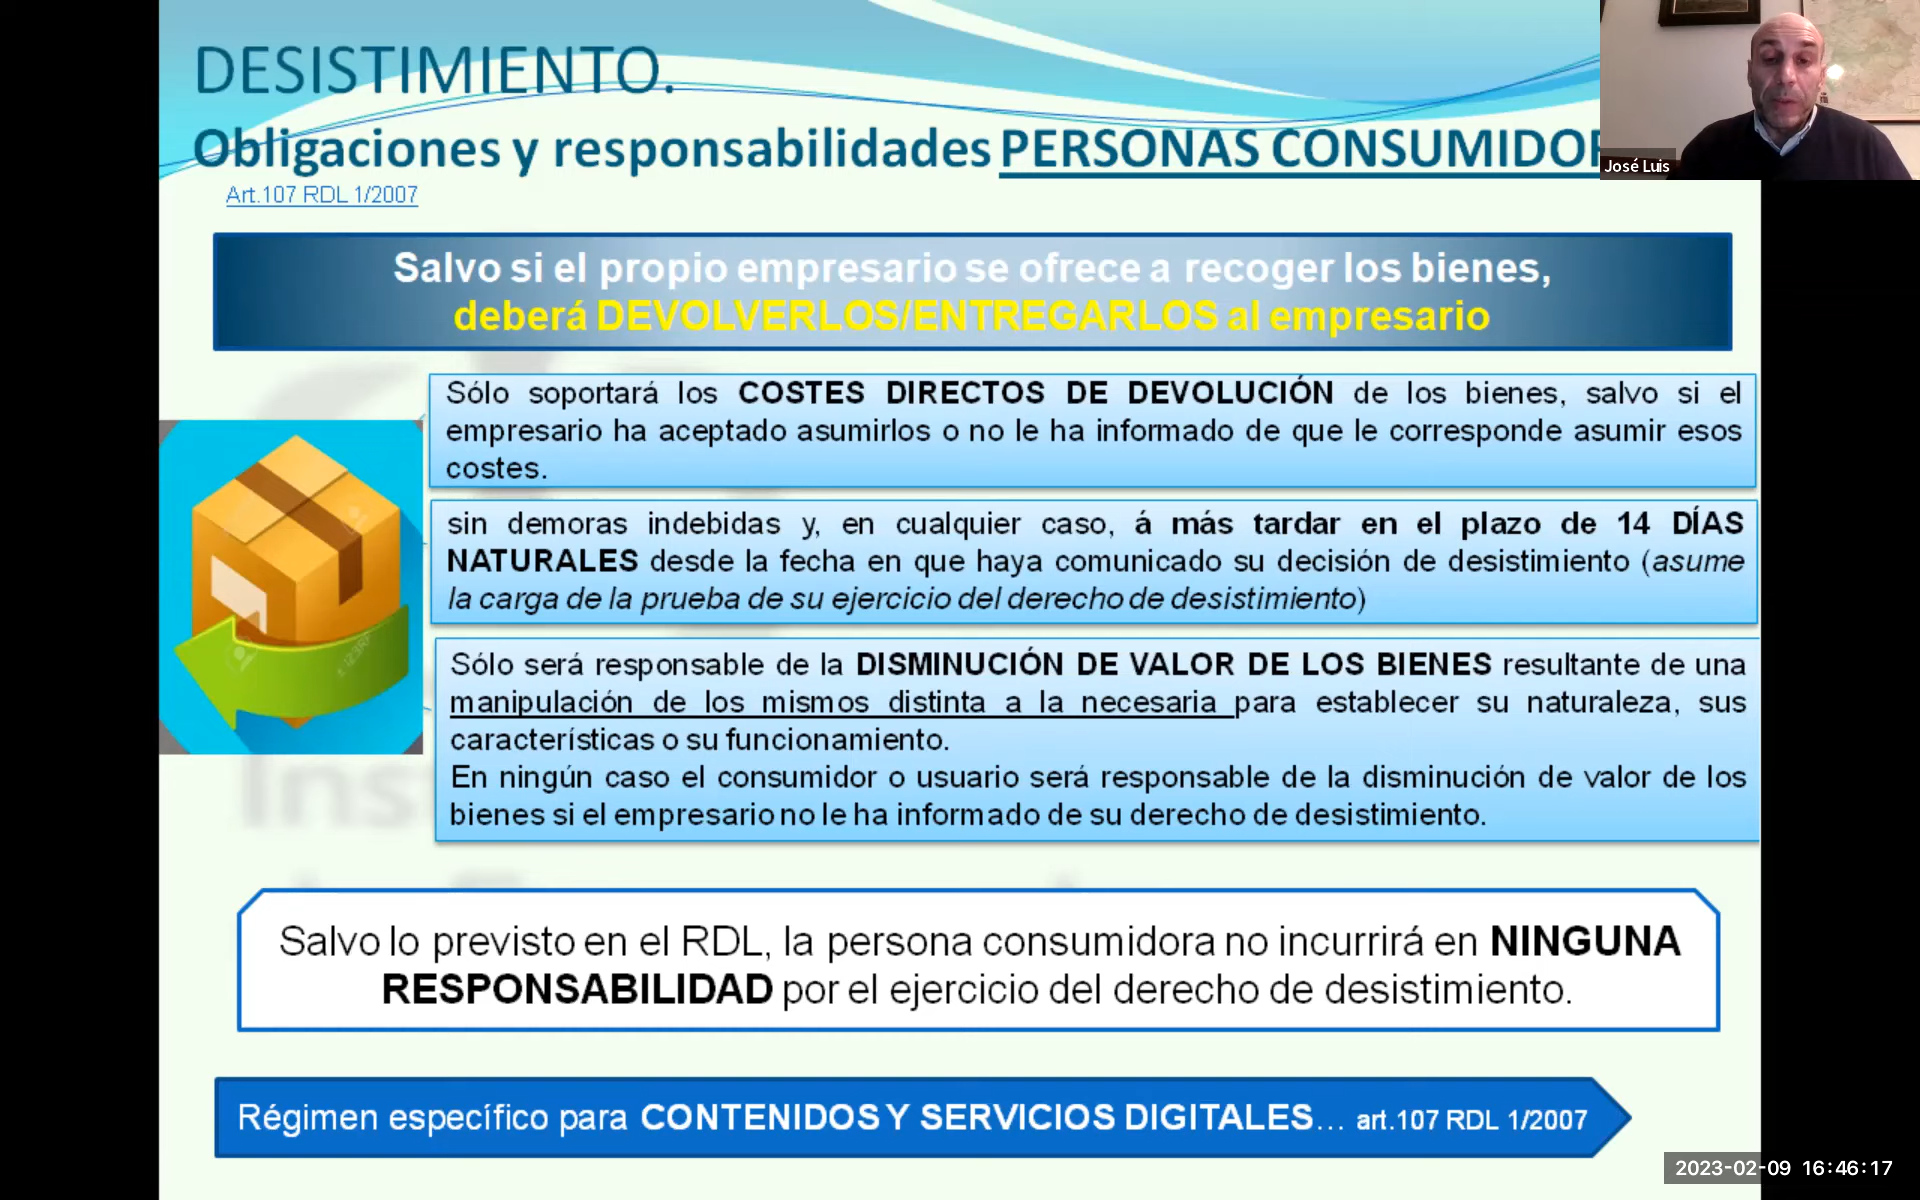 DESISTIMIENTO.
Obligaciones y responsabilidades PERSONAS CONSUMIDOR
José Luis
Art.107 RDL 1/2007
Salvo si el propio empresario se ofrece a recoger los bienes,
deberá DEVOLVERLOS/ENTREGARLOS al empresario
Sólo soportará los COSTES DIRECTOS DE DEVOLUCIÓN de los bienes, salvo si el
empresario ha aceptado asumirlos o no le ha informado de que le corresponde asumir esos
costes.
sin demoras indebidas y, en cualquier caso, á más tardar en el plazo de 14 DÍAS
NATURALES desde la fecha en que haya comunicado su decisión de desistimiento (asume
la carga de la prueba de su ejercicio del derecho de desistimiento)
Sólo será responsable de la DISMINUCIÓN DE VALOR DE LOS BIENES resultante de una
manipulación de los mismos distinta a la necesaria para establecer su naturaleza, sus
características o su funcionamiento.
En ningún caso el consumidor o usuario será responsable de la disminución de valor de los
bienes si el empresario no le ha informado de su derecho de desistimiento.
Salvo lo previsto en el RDL, la persona consumidora no incurrirá en NINGUNA
RESPONSABILIDAD por el ejercicio del derecho de desistimiento.
Régimen específico para CONTENIDOS Y SERVICIOS DIGITALES... art.107 RDL 1/2007
2023-02-09 16:46:17